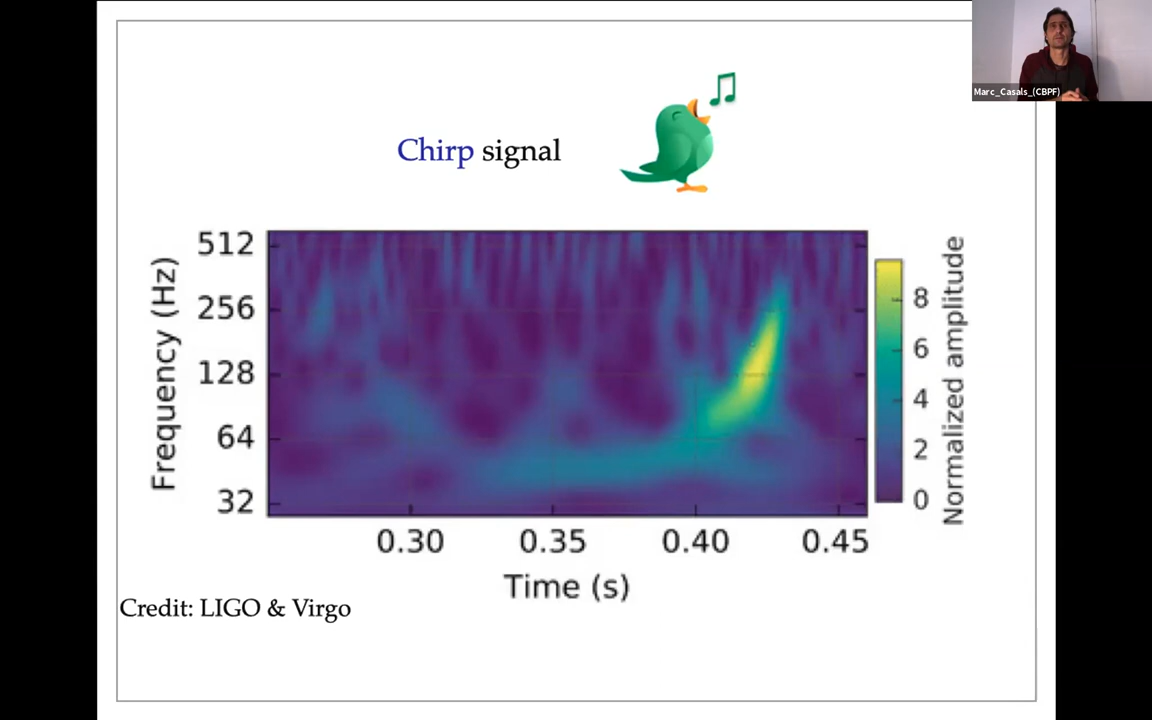 Marc_Casals_(CBPF)
Chirp signal
512
256
128
64
32
Frequency (Hz)
0.30 0.35 0.40 0.45
Time (s)
8
6
4
2
0
Normalized amplitude
Credit: LIGO & Virgo